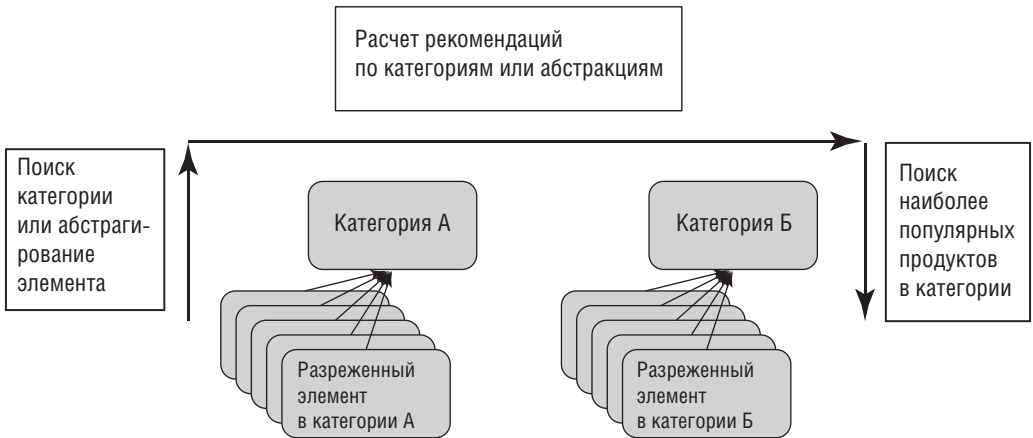 Расчет рекомендаций
по категориям или абстракциям
Поиск
категории
или абстраги-
рование
элемента
Категория А
Категория Б
Поиск
наиболее
популярных
продуктов
в категории
Разреженный
элемент
в категории А
Разреженный
элемент
в категории Б